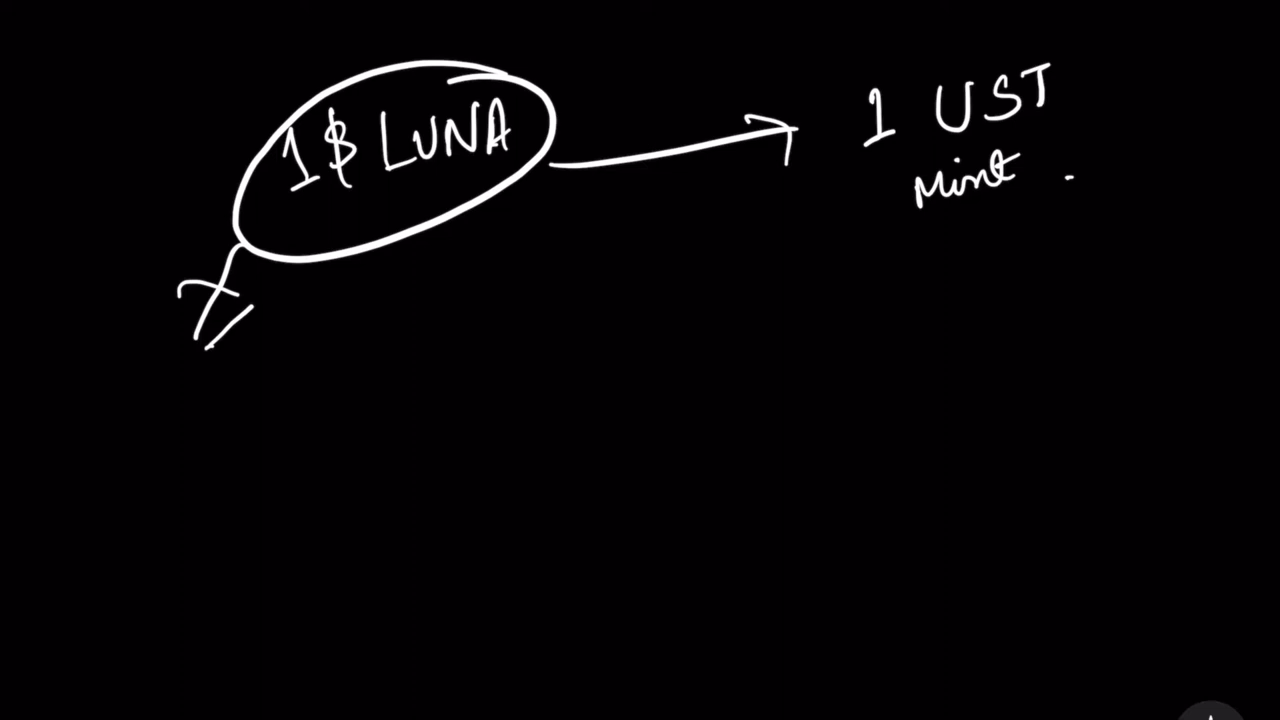 1 $ LUNA
1 UST
Mint .